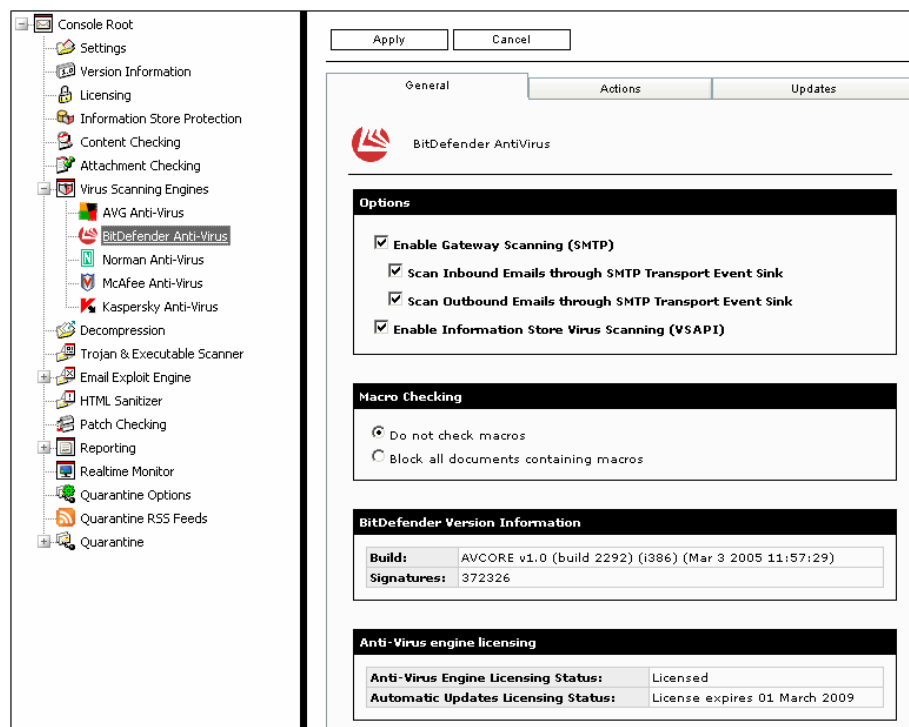 Console Root
Settings
Version Information
Licensing
Information Store Protection
Content Checking
Attachment Checking
Virus Scanning Engines
AVG Anti-Virus
BitDefender Anti-Virus
Norman Anti-Virus
McAfee Anti-Virus
Kaspersky Anti-Virus
Decompression
Trojan & Executable Scanner
Email Exploit Engine
HTML Sanitizer
Patch Checking
Reporting
Realtime Monitor
Quarantine Options
Quarantine RSS Feeds
Quarantine
Apply Cancel
General Actions Updates
BitDefender AntiVirus
Options
Enable Gateway Scanning (SMTP)
Scan Inbound Emails through SMTP Transport Event Sink
Scan Outbound Emails through SMTP Transport Event Sink
Enable Information Store Virus Scanning (VSAPI)
Macro Checking
Do not check macros
Block all documents containing macros
BitDefender Version Information
Build: AVCORE v1.0 (build 2292) (i386) (Mar 3 2005 11:57:29)
Signatures: 372326
Anti-Virus engine licensing
Anti-Virus Engine Licensing Status: Licensed
Automatic Updates Licensing Status: License expires 01 March 2009